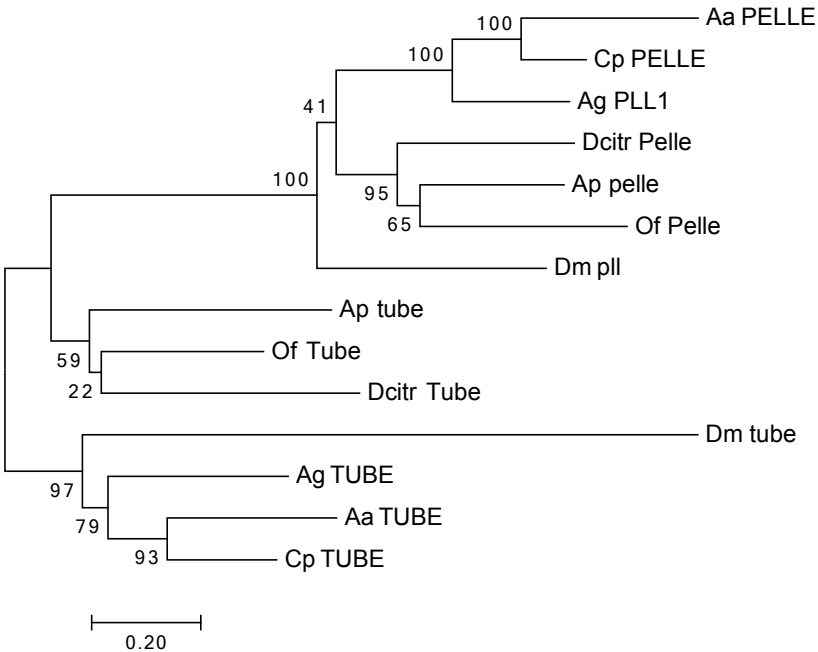 Aa PELLE
100
Cp PELLE
100
Ag PLL1
41
Dcitr Pelle
100
Ap pelle
95
65
Of Pelle
Dm pll
Ap tube
Of Tube
59
22
Dcitr Tube
Dm tube
Ag TUBE
97
Aa TUBE
79
93
Cp TUBE
0.20